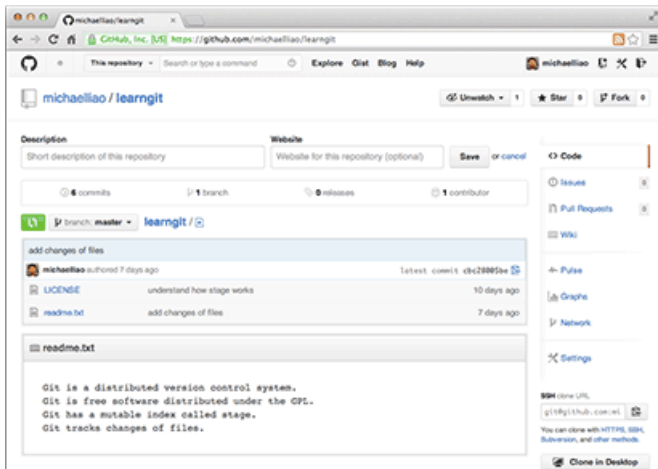 michaelliao/learngit
GitHub, Inc. [US] https://github.com/michaelliao/learngit
This repository Search or type a command Explore Gist Blog Help michaelliao
michaelliao / learngit Unwatch 1 Star 0 Fork 0
Description Website
Short description of this repository Website for this repository (optional) Save or cancel
6 commits 1 branch 0 releases 1 contributor
branch: master learngit /
add changes of files
michaelliao authored 7 days ago latest commit cbc28005be
LICENSE understand how stage works 10 days ago
readme.txt add changes of files 7 days ago
readme.txt
Git is a distributed version control system.
Git is free software distributed under the GPL.
Git has a mutable index called stage.
Git tracks changes of files.
Code
Issues 0
Pull Requests 0
Wiki
Pulse
Graphs
Network
Settings
SSH clone URL
git@github.com:mi
You can clone with HTTPS, SSH,
Subversion, and other methods.
Clone in Desktop